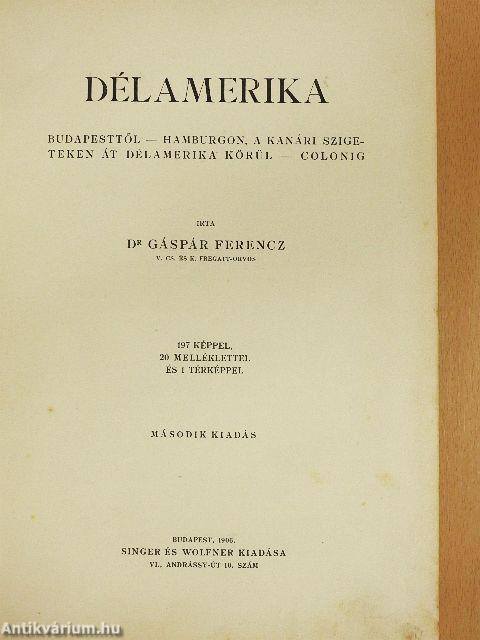 DÉLAMERIKA
BUDAPESTTŐL — HAMBURGON, A KANÁRI SZIGE-
TEKEN ÁT DÉLAMERIKA KÖRÜL — COLONIG
IRTA
DR GÁSPÁR FERENCZ
V. CS. ÉS K. FREGATT-ORVOS
197 KÉPPEL,
20 MELLÉKLETTEL
ÉS 1 TÉRKÉPPEL
MÁSODIK KIADÁS
BUDAPEST, 1906.
SINGER ÉS WOLFNER KIADÁSA
VI., ANDRÁSSY-ÚT 10. SZÁM
Antikvárium.hu